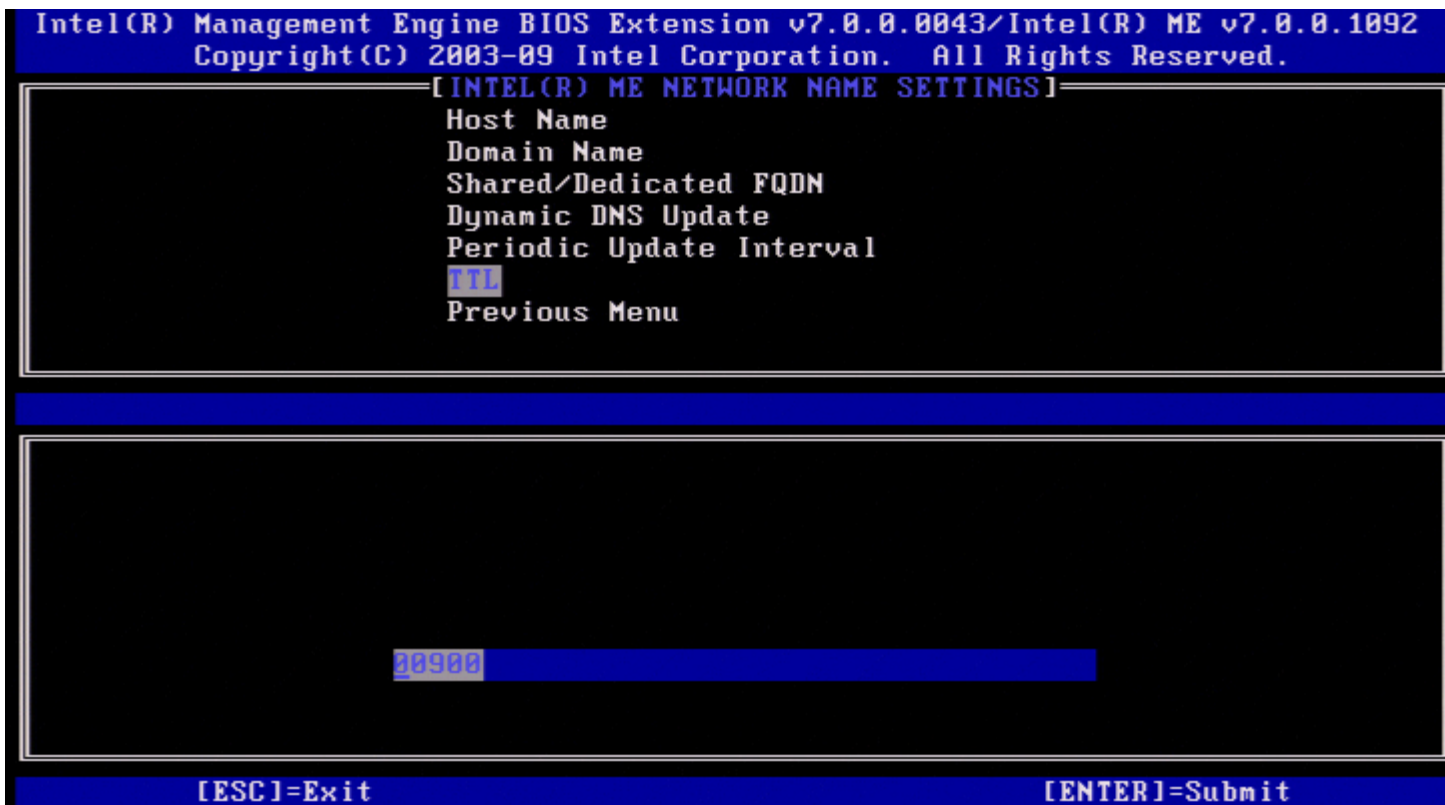 Intel(R) Management Engine BIOS Extension v7.0.0.0043/Intel(R) ME v7.0.0.1092
Copyright(C) 2003-09 Intel Corporation.  All Rights Reserved.
[INTEL(R) ME NETWORK NAME SETTINGS]
Host Name
Domain Name
Shared/Dedicated FQDN
Dynamic DNS Update
Periodic Update Interval
TTL
Previous Menu
00900
[ESC]=Exit [ENTER]=Submit